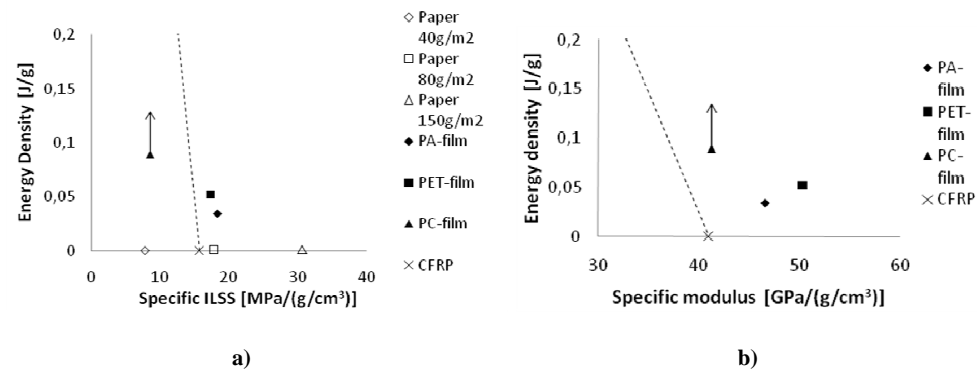 0,2
0,15
0,1
0,05
0
Energy Density [J/g]
0 10 20 30 40
Specific ILSS [MPa/(g/cm³)]
Paper
40g/m2
Paper
80g/m2
Paper
150g/m2
PA-film
PET-film
PC-film
CFRP
a)
0,2
0,15
0,1
0,05
0
Energy density [J/g]
30 40 50 60
Specific modulus [GPa/(g/cm³)]
PA-
film
PET-
film
PC-
film
CFRP
b)